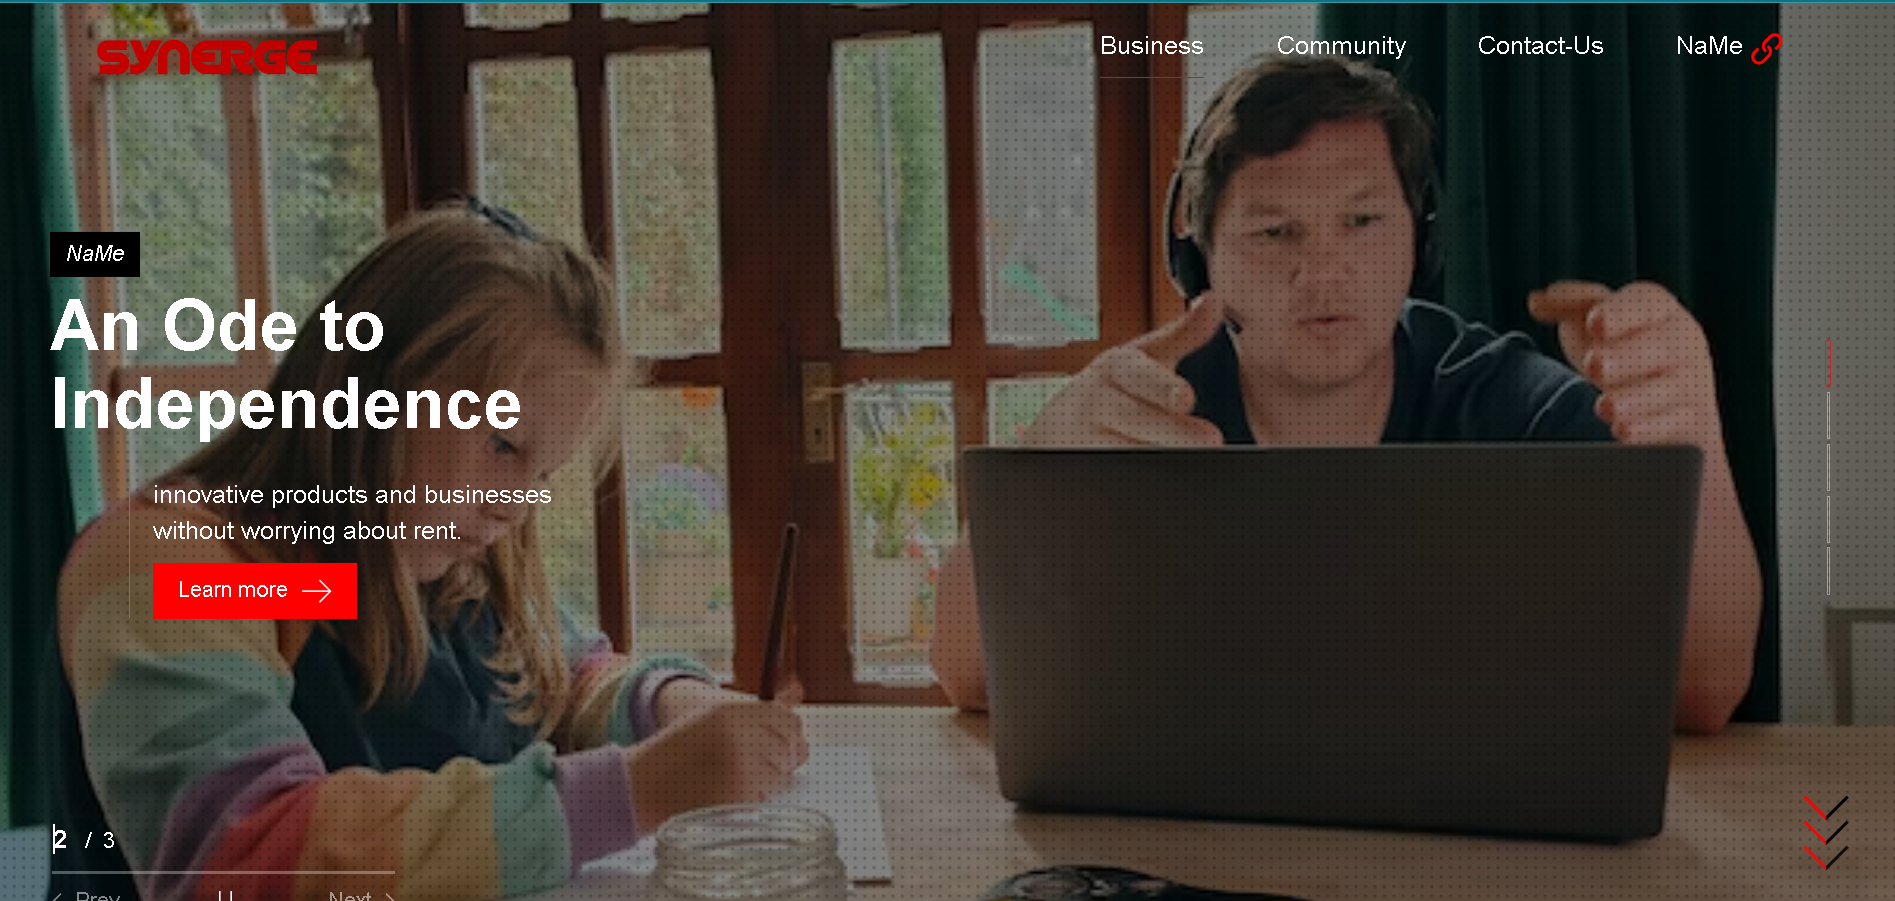 SYNERGE
Business
Community
Contact-Us
NaMe
NaMe
An Ode to
Independence
innovative products and businesses
without worrying about rent.
Learn more
2 / 3
Prev
Next